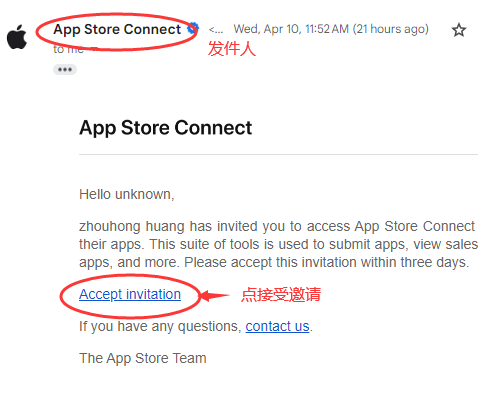 App Store Connect <... Wed, Apr 10, 11:52 AM (21 hours ago)
to me 发件人
App Store Connect
Hello unknown,
zhouhong huang has invited you to access App Store Connect
their apps. This suite of tools is used to submit apps, view sales
apps, and more. Please accept this invitation within three days.
Accept invitation 点接受邀请
If you have any questions, contact us.
The App Store Team